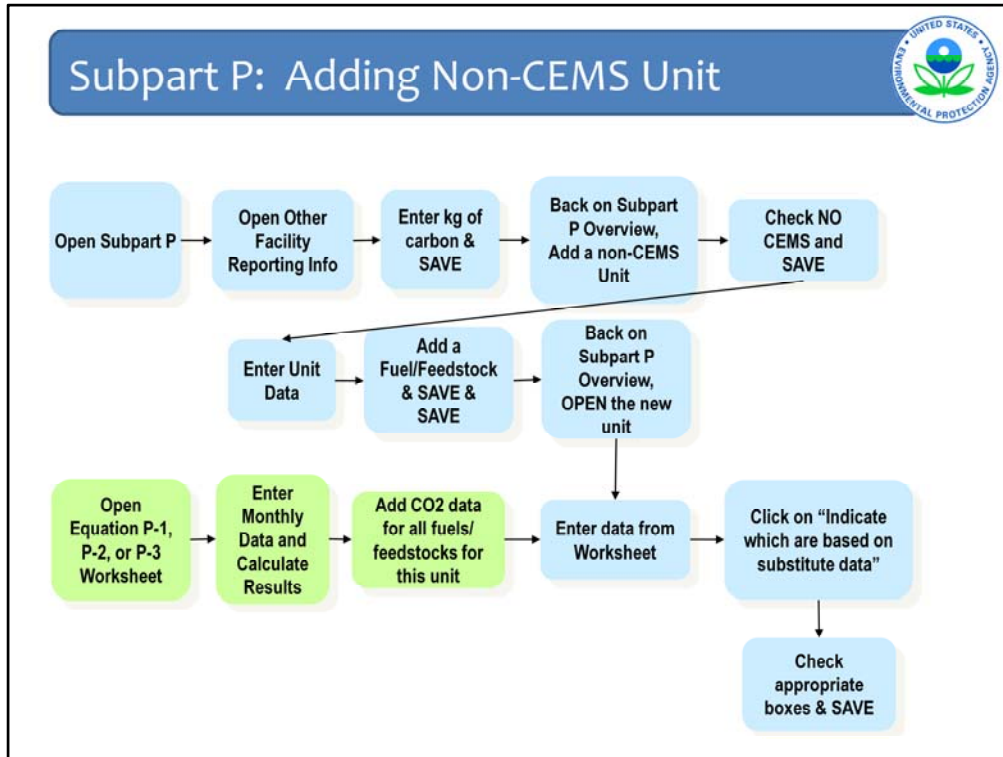 Subpart P: Adding Non-CEMS Unit
UNITED STATES
ENVIRONMENTAL PROTECTION AGENCY
Open Subpart P
Open Other
Facility
Reporting Info
Enter kg of
carbon &
SAVE
Back on Subpart
P Overview,
Add a non-CEMS
Unit
Check NO
CEMS and
SAVE
Enter Unit
Data
Add a
Fuel/Feedstock
& SAVE &
SAVE
Back on
Subpart P
Overview,
OPEN the new
unit
Open
Equation P-1,
P-2, or P-3
Worksheet
Enter
Monthly
Data and
Calculate
Results
Add CO2 data
for all fuels/
feedstocks for
this unit
Enter data from
Worksheet
Click on “Indicate
which are based on
substitute data”
Check
appropriate
boxes & SAVE